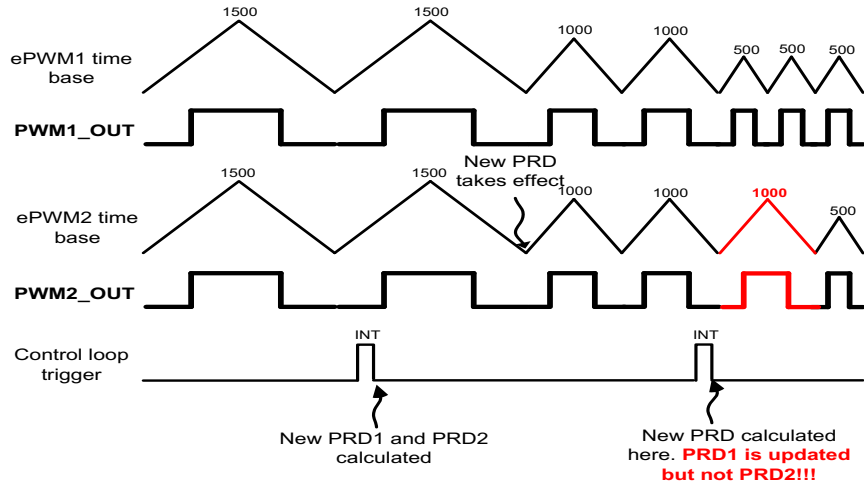 1500 1500 1000 1000 500 500 500
ePWM1 time
base
PWM1_OUT
New PRD
takes effect
1500 1500 1000 1000 1000 500
ePWM2 time
base
PWM2_OUT
INT INT
Control loop
trigger
New PRD1 and PRD2
calculated
New PRD calculated
here. PRD1 is updated
but not PRD2!!!